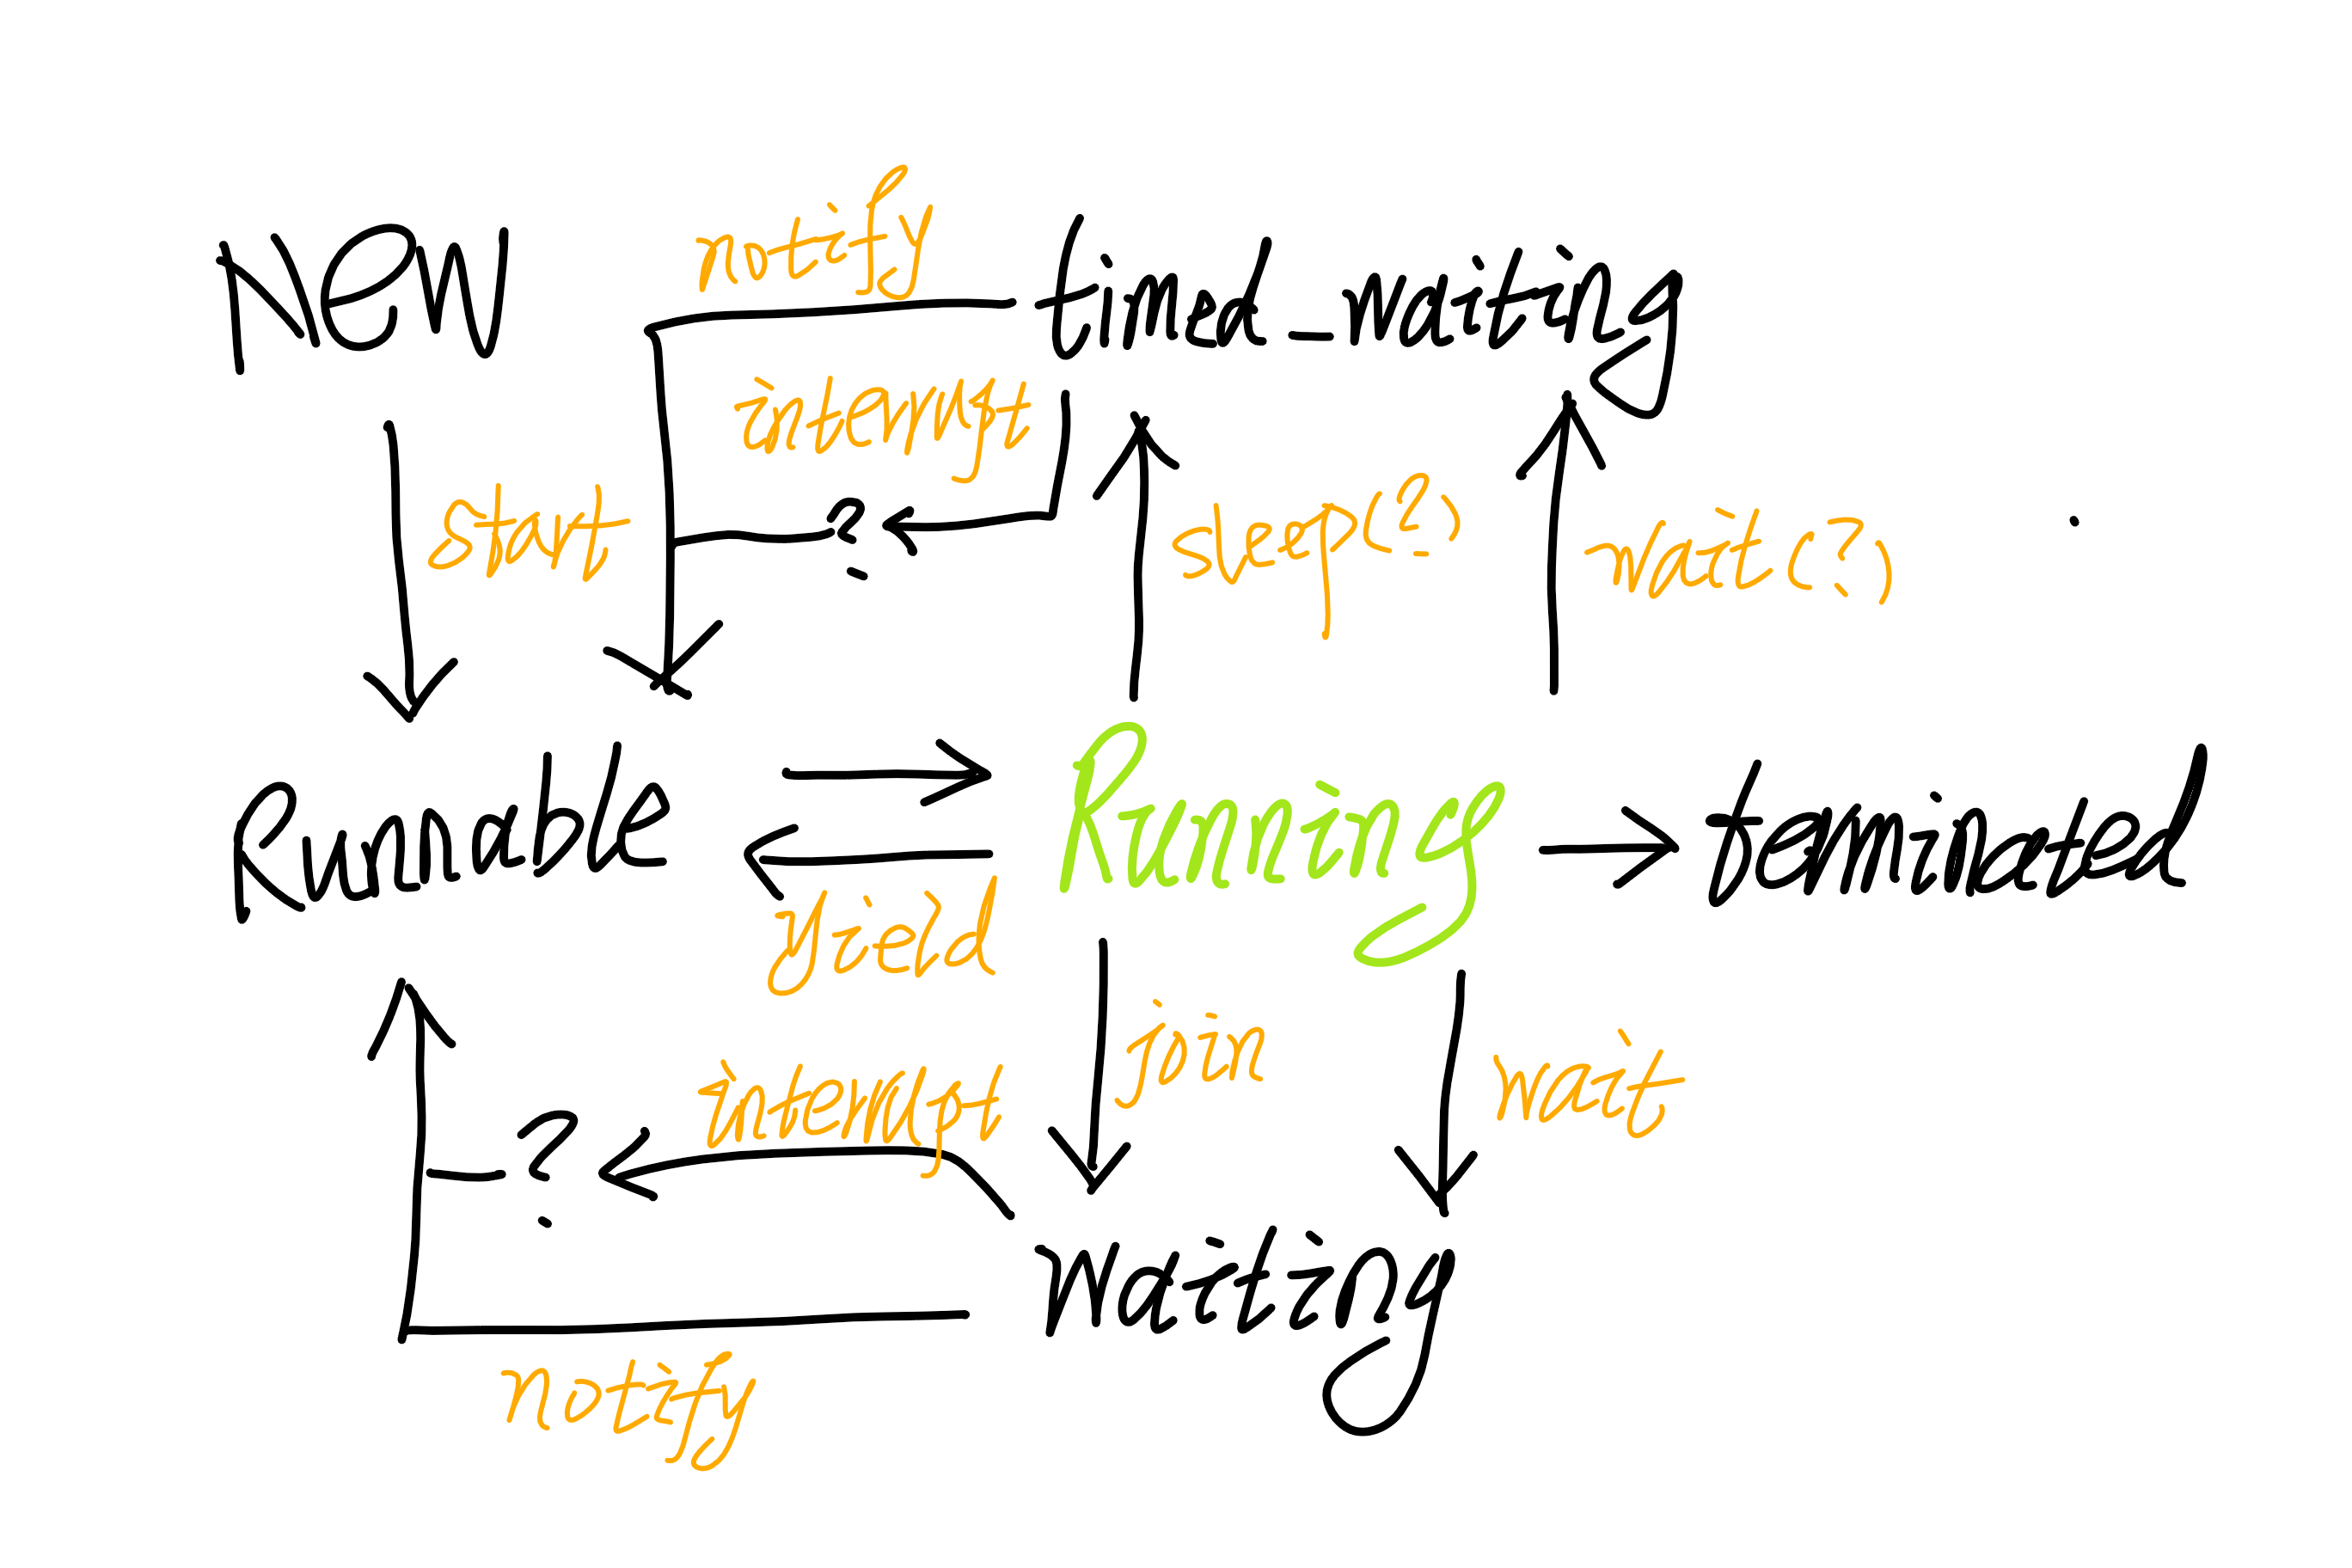 New
notify
timed_waiting
interrupt
?
start
sleep(?)
wait(?)
Runnable
Running
terminated
yield
join
wait
interrupt
?
waiting
notify